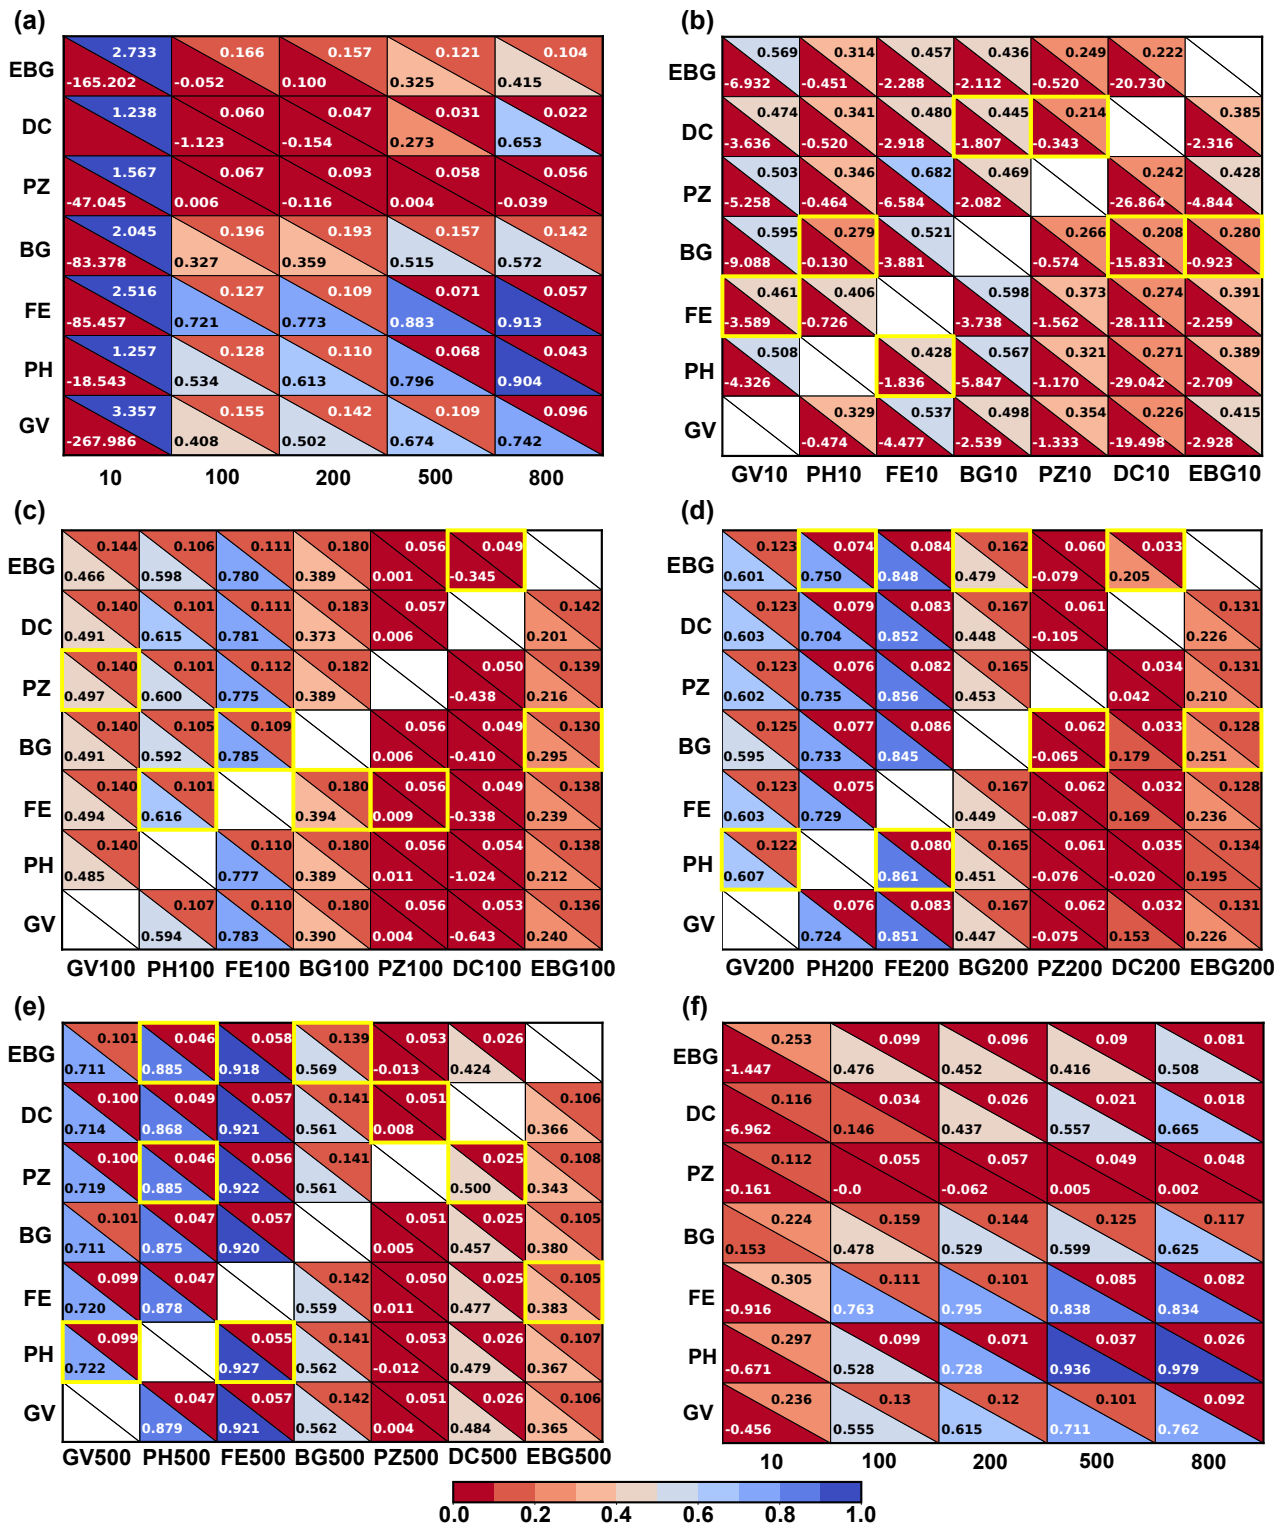 (a)
2.733 0.166 0.157 0.121 0.104
EBG
-165.202 -0.052 0.100 0.325 0.415
1.238 0.060 0.047 0.031 0.022
DC
-1.123 -0.154 0.273 0.653
1.567 0.067 0.093 0.058 0.056
PZ
-47.045 0.006 -0.116 0.004 -0.039
2.045 0.196 0.193 0.157 0.142
BG
-83.378 0.327 0.359 0.515 0.572
2.516 0.127 0.109 0.071 0.057
FE
-85.457 0.721 0.773 0.883 0.913
1.257 0.128 0.110 0.068 0.043
PH
-18.543 0.534 0.613 0.796 0.904
3.357 0.155 0.142 0.109 0.096
GV
-267.986 0.408 0.502 0.674 0.742
10 100 200 500 800
(b)
0.569 0.314 0.457 0.436 0.249 0.222
EBG
-6.932 -0.451 -2.288 -2.112 -0.520 -20.730
0.474 0.341 0.480 0.445 0.214 0.385
DC
-3.636 -0.520 -2.918 -1.807 -0.343 -2.316
0.503 0.346 0.682 0.469 0.242 0.428
PZ
-5.258 -0.464 -6.584 -2.082 -26.864 -4.844
0.595 0.279 0.521 0.266 0.208 0.280
BG
-9.088 -0.130 -3.881 -0.574 -15.831 -0.923
0.461 0.406 0.598 0.373 0.274 0.391
FE
-3.589 -0.726 -3.738 -1.562 -28.111 -2.259
0.508 0.428 0.567 0.321 0.271 0.389
PH
-4.326 -1.836 -5.847 -1.170 -29.042 -2.709
0.329 0.537 0.498 0.354 0.226 0.415
GV
-0.474 -4.477 -2.539 -1.333 -19.498 -2.928
GV10 PH10 FE10 BG10 PZ10 DC10 EBG10
(c)
0.144 0.106 0.111 0.180 0.056 0.049
EBG
0.466 0.598 0.780 0.389 0.001 -0.345
0.140 0.101 0.111 0.183 0.057 0.142
DC
0.491 0.615 0.781 0.373 0.006 0.201
0.140 0.101 0.112 0.182 0.050 0.139
PZ
0.497 0.600 0.775 0.389 -0.438 0.216
0.140 0.105 0.109 0.056 0.049 0.130
BG
0.491 0.592 0.785 0.006 -0.410 0.295
0.140 0.101 0.180 0.056 0.049 0.138
FE
0.494 0.616 0.394 0.009 -0.338 0.239
0.140 0.110 0.180 0.056 0.054 0.138
PH
0.485 0.777 0.389 0.011 -1.024 0.212
0.107 0.110 0.180 0.056 0.053 0.136
GV
0.594 0.783 0.390 0.004 -0.643 0.240
GV100 PH100 FE100 BG100 PZ100 DC100 EBG100
(d)
0.123 0.074 0.084 0.162 0.060 0.033
EBG
0.601 0.750 0.848 0.479 -0.079 0.205
0.123 0.079 0.083 0.167 0.061 0.131
DC
0.603 0.704 0.852 0.448 -0.105 0.226
0.123 0.076 0.082 0.165 0.034 0.131
PZ
0.602 0.735 0.856 0.453 0.042 0.210
0.125 0.077 0.086 0.062 0.033 0.128
BG
0.595 0.733 0.845 -0.065 0.179 0.251
0.123 0.075 0.167 0.062 0.032 0.128
FE
0.603 0.729 0.449 -0.087 0.169 0.236
0.122 0.080 0.165 0.061 0.035 0.134
PH
0.607 0.861 0.451 -0.076 -0.020 0.195
0.076 0.083 0.167 0.062 0.032 0.131
GV
0.724 0.851 0.447 -0.075 0.153 0.226
GV200 PH200 FE200 BG200 PZ200 DC200 EBG200
(e)
0.101 0.046 0.058 0.139 0.053 0.026
EBG
0.711 0.885 0.918 0.569 -0.013 0.424
0.100 0.049 0.057 0.141 0.051 0.106
DC
0.714 0.868 0.921 0.561 0.008 0.366
0.100 0.046 0.056 0.141 0.025 0.108
PZ
0.719 0.885 0.922 0.561 0.500 0.343
0.101 0.047 0.057 0.051 0.025 0.105
BG
0.711 0.875 0.920 0.005 0.457 0.380
0.099 0.047 0.142 0.050 0.025 0.105
FE
0.720 0.878 0.559 0.011 0.477 0.383
0.099 0.055 0.141 0.053 0.026 0.107
PH
0.722 0.927 0.562 -0.012 0.479 0.367
0.047 0.057 0.142 0.051 0.026 0.106
GV
0.879 0.921 0.562 0.004 0.484 0.365
GV500 PH500 FE500 BG500 PZ500 DC500 EBG500
(f)
0.253 0.099 0.096 0.09 0.081
EBG
-1.447 0.476 0.452 0.416 0.508
0.116 0.034 0.026 0.021 0.018
DC
-6.962 0.146 0.437 0.557 0.665
0.112 0.055 0.057 0.049 0.048
PZ
-0.161 -0.0 -0.062 0.005 0.002
0.224 0.159 0.144 0.125 0.117
BG
0.153 0.478 0.529 0.599 0.625
0.305 0.111 0.101 0.085 0.082
FE
-0.916 0.763 0.795 0.838 0.834
0.297 0.099 0.071 0.037 0.026
PH
-0.671 0.528 0.728 0.936 0.979
0.236 0.13 0.12 0.101 0.092
GV
-0.456 0.555 0.615 0.711 0.762
10 100 200 500 800
0.0 0.2 0.4 0.6 0.8 1.0